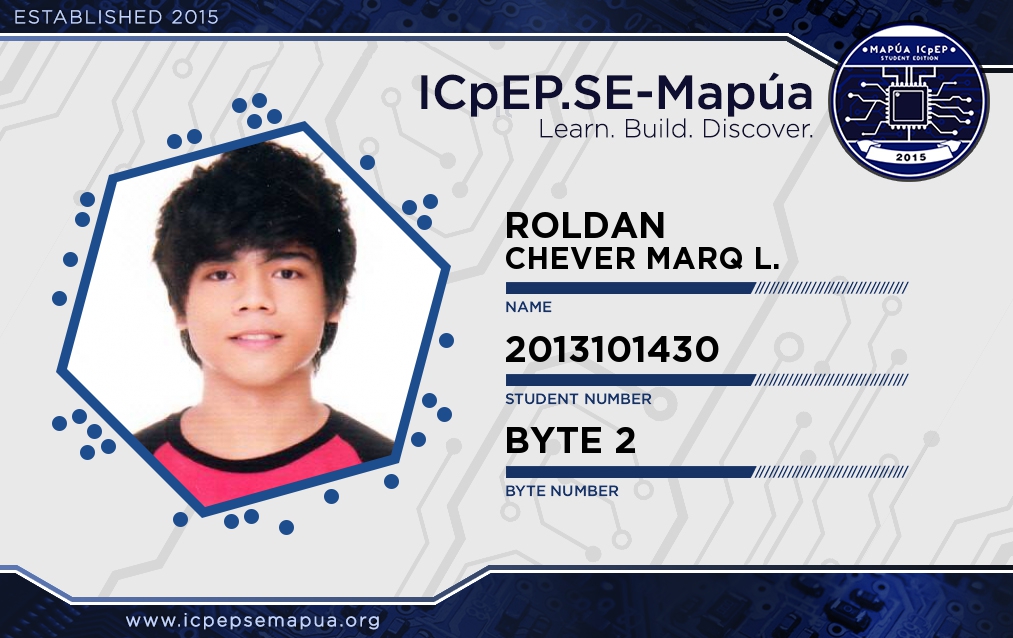 ESTABLISHED 2015
• MAPÚA ICpEP •
STUDENT EDITION
2015
ICpEP.SE-Mapúa
Learn. Build. Discover.
ROLDAN
CHEVER MARQ L.
NAME
2013101430
STUDENT NUMBER
BYTE 2
BYTE NUMBER
www.icpepsemapua.org